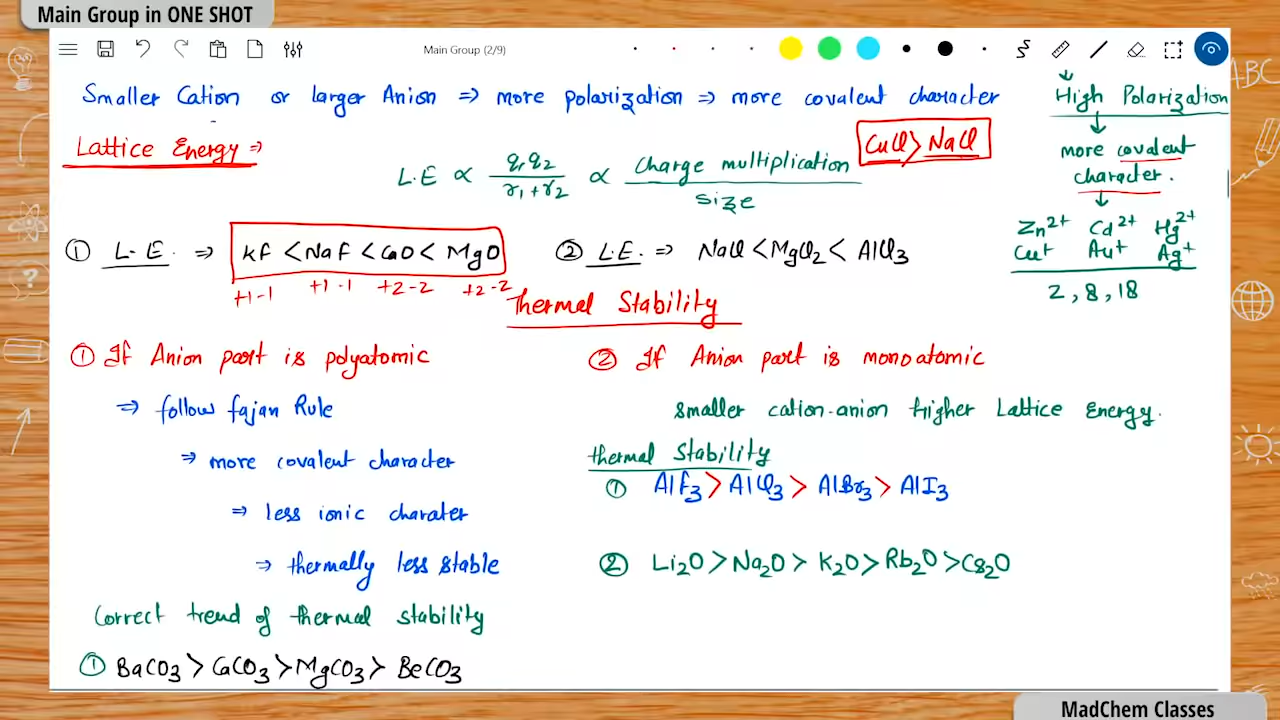 Main Group in ONE SHOT
Main Group (2/9)
Smaller Cation or larger Anion ⇒ more polarization ⇒ more covalent character
High Polarization
Lattice Energy ⇒
CuCl > NaCl
more covalent
character.
L.E ∝ q1q2 / r1+r2 ∝ Charge multiplication / size
Zn2+ Cd2+ Hg2+
Cu+ Au+ Ag+
2, 8, 18
① L.E. ⇒ KF < NaF < CaO < MgO
+1-1 +1-1 +2-2 +2-2
② L.E. ⇒ NaCl < MgCl2 < AlCl3
Thermal Stability
① If Anion part is polyatomic
⇒ follow fajan Rule
⇒ more covalent character
⇒ less ionic charater
⇒ thermally less stable
Correct trend of thermal stability
① BaCO3 > CaCO3 > MgCO3 > BeCO3
② If Anion part is monoatomic
smaller cation-anion higher Lattice Energy.
thermal Stability
① AlF3 > AlCl3 > AlBr3 > AlI3
② Li2O > Na2O > K2O > Rb2O > Cs2O
ABC
MadChem Classes